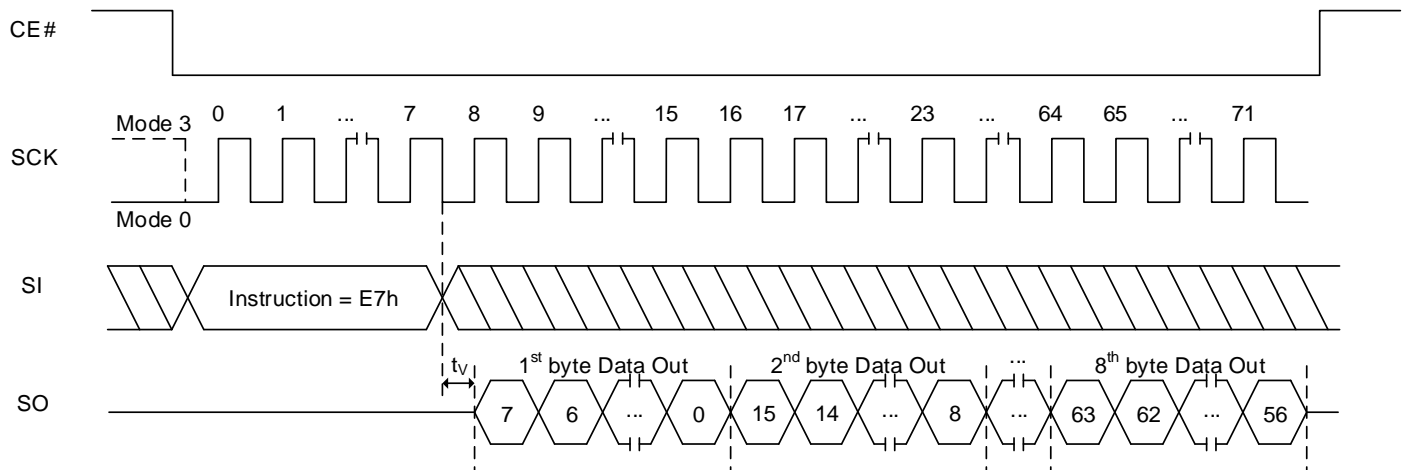 CE#
0 1 ... 7 8 9 ... 15 16 17 ... 23 ... 64 65 ... 71
Mode 3
SCK
Mode 0
SI
Instruction = E7h
tV 1st byte Data Out 2nd byte Data Out ... 8th byte Data Out
SO
7 6 ... 0 15 14 ... 8 ... 63 62 ... 56